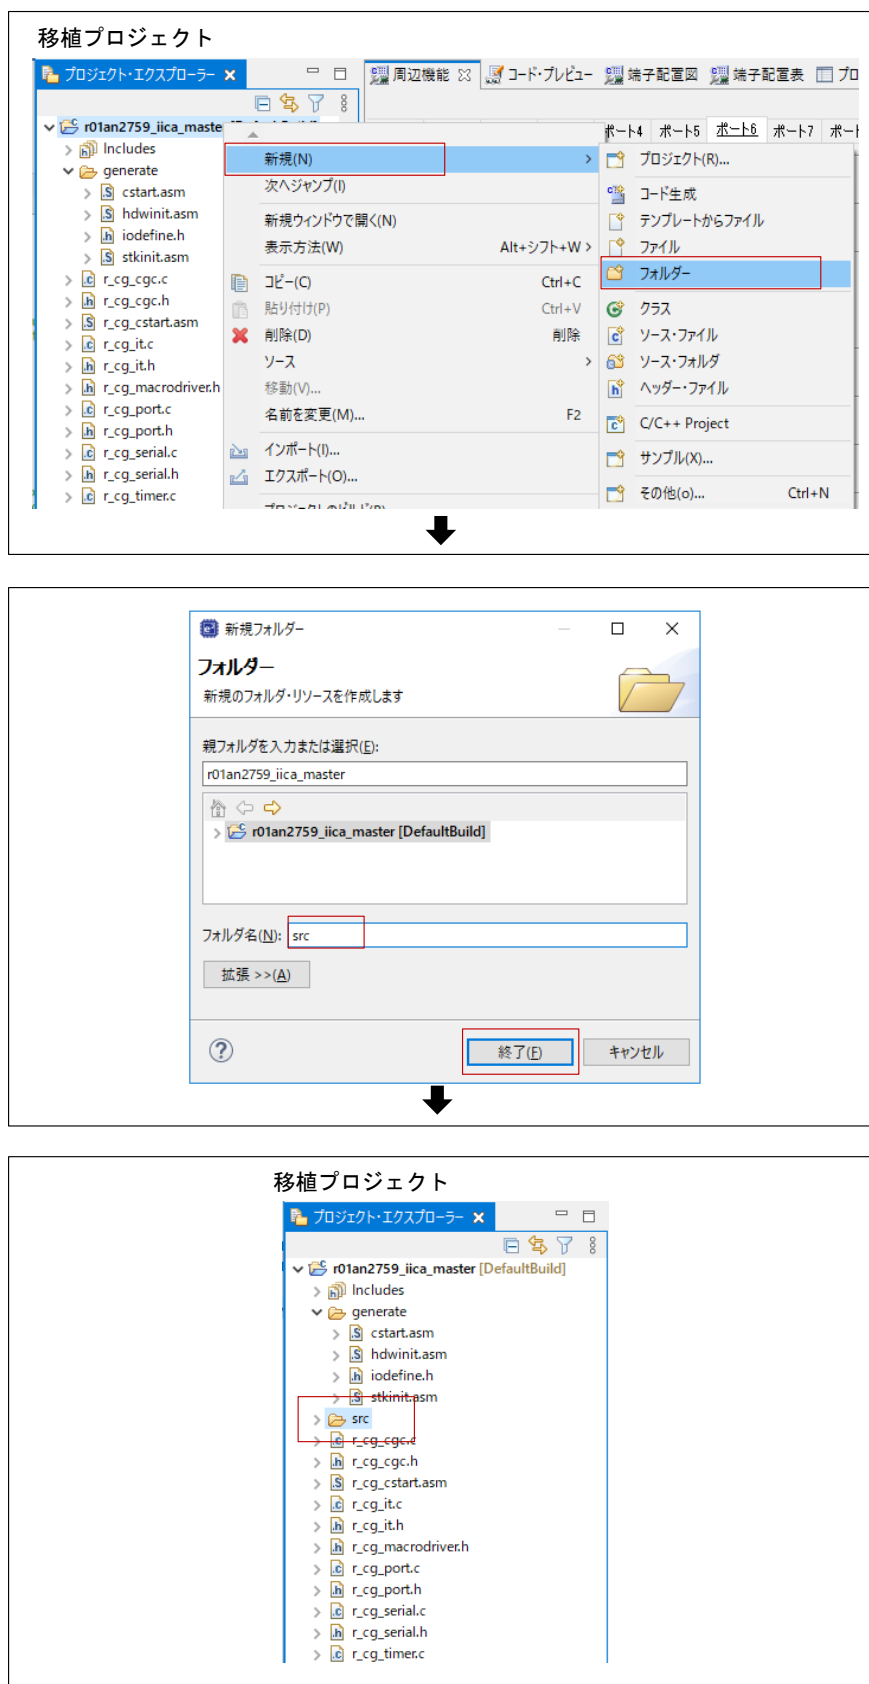 移植プロジェクト
プロジェクト・エクスプローラー
周辺機能
コード・プレビュー
端子配置図
端子配置表
r01an2759_iica_maste
ポート4 ポート5 ポート6 ポート7
Includes
generate
cstart.asm
hdwinit.asm
iodefine.h
stkinit.asm
r_cg_cgc.c
r_cg_cgc.h
r_cg_cstart.asm
r_cg_it.c
r_cg_it.h
r_cg_macrodriver.h
r_cg_port.c
r_cg_port.h
r_cg_serial.c
r_cg_serial.h
r_cg_timer.c
新規(N)
次へジャンプ(I)
新規ウィンドウで開く(N)
表示方法(W) Alt+シフト+W
コピー(C) Ctrl+C
貼り付け(P) Ctrl+V
削除(D) 削除
ソース
移動(V)...
名前を変更(M)... F2
インポート(I)...
エクスポート(O)...
プロジェクト(R)...
コード生成
テンプレートからファイル
ファイル
フォルダー
クラス
ソース・ファイル
ソース・フォルダ
ヘッダー・ファイル
C/C++ Project
サンプル(X)...
その他(o)... Ctrl+N
新規フォルダー
フォルダー
新規のフォルダ・リソースを作成します
親フォルダを入力または選択(E):
r01an2759_iica_master
r01an2759_iica_master [DefaultBuild]
フォルダ名(N): src
拡張 >>(A)
終了(F) キャンセル
移植プロジェクト
プロジェクト・エクスプローラー
r01an2759_iica_master [DefaultBuild]
Includes
generate
cstart.asm
hdwinit.asm
iodefine.h
stkinit.asm
src
r_cg_cgc.c
r_cg_cgc.h
r_cg_cstart.asm
r_cg_it.c
r_cg_it.h
r_cg_macrodriver.h
r_cg_port.c
r_cg_port.h
r_cg_serial.c
r_cg_serial.h
r_cg_timer.c